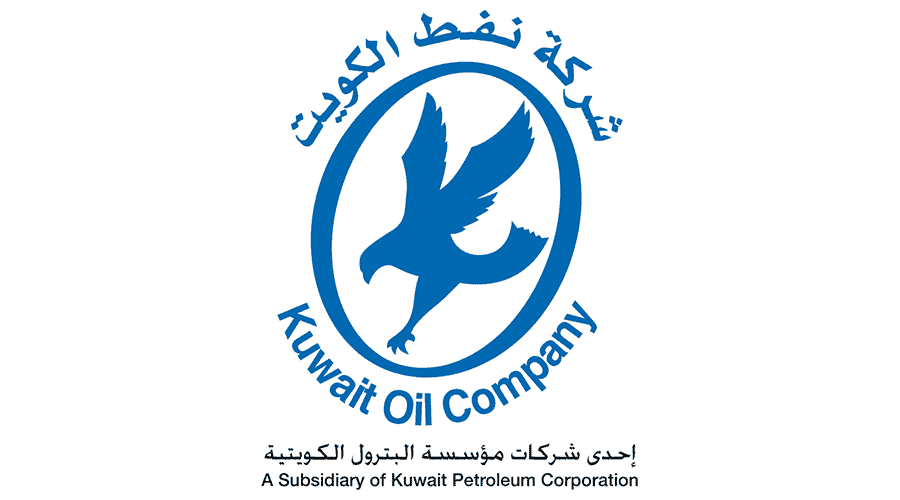 شركة نفط الكويت
Kuwait Oil Company
إحدى شركات مؤسسة البترول الكويتية
A Subsidiary of Kuwait Petroleum Corporation